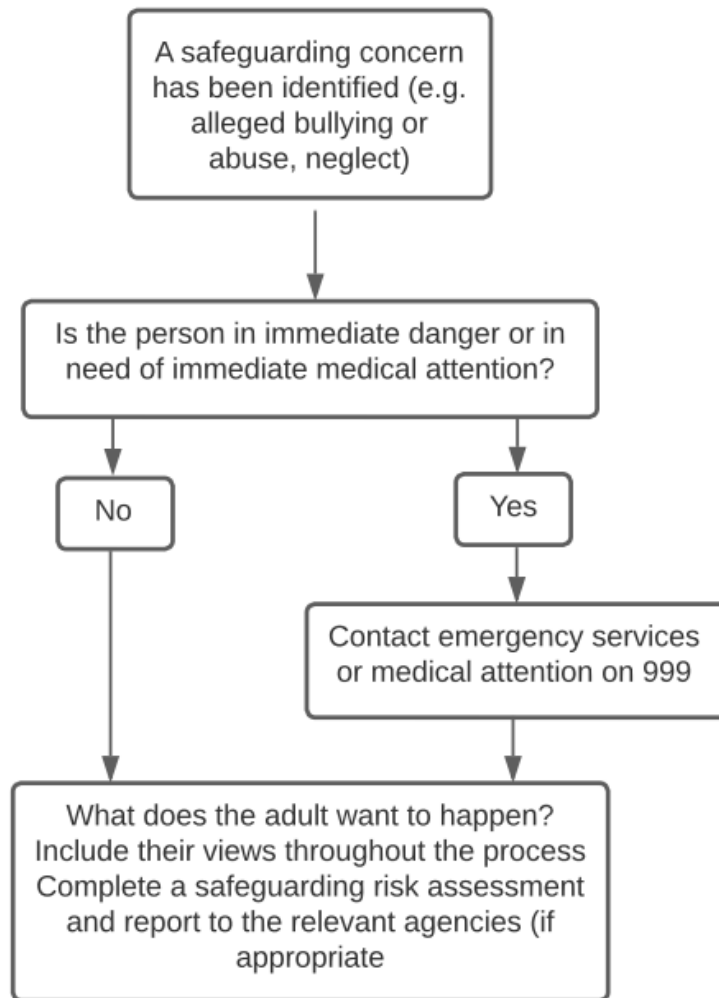 A safeguarding concern
has been identified (e.g.
alleged bullying or
abuse, neglect)
Is the person in immediate danger or in
need of immediate medical attention?
No
Yes
Contact emergency services
or medical attention on 999
What does the adult want to happen?
Include their views throughout the process
Complete a safeguarding risk assessment
and report to the relevant agencies (if
appropriate